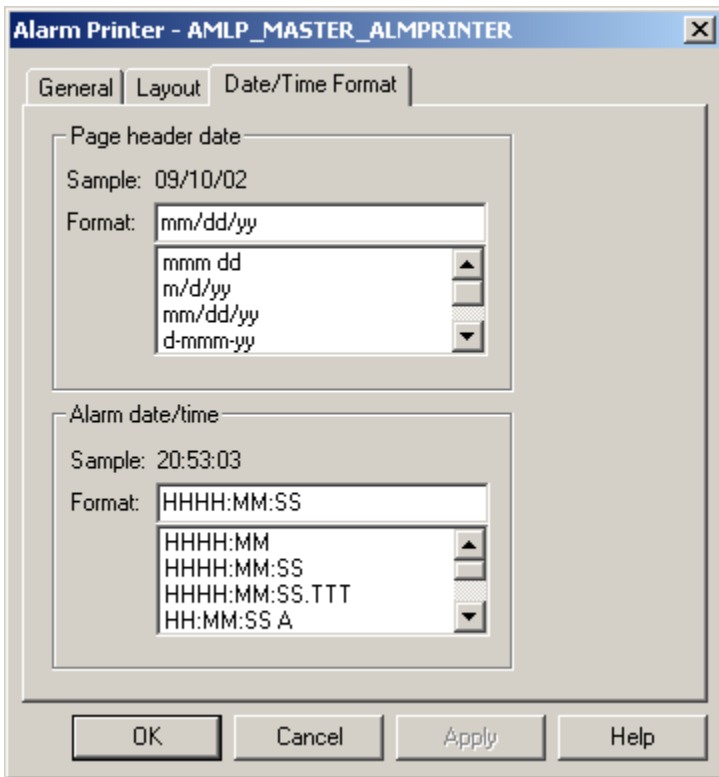 Alarm Printer - AMLP_MASTER_ALMPRINTER
General Layout Date/Time Format
Page header date
Sample: 09/10/02
Format: mm/dd/yy
mmm dd
m/d/yy
mm/dd/yy
d-mmm-yy
Alarm date/time
Sample: 20:53:03
Format: HHHH:MM:SS
HHHH:MM
HHHH:MM:SS
HHHH:MM:SS.TTT
HH:MM:SS A
OK Cancel Apply Help